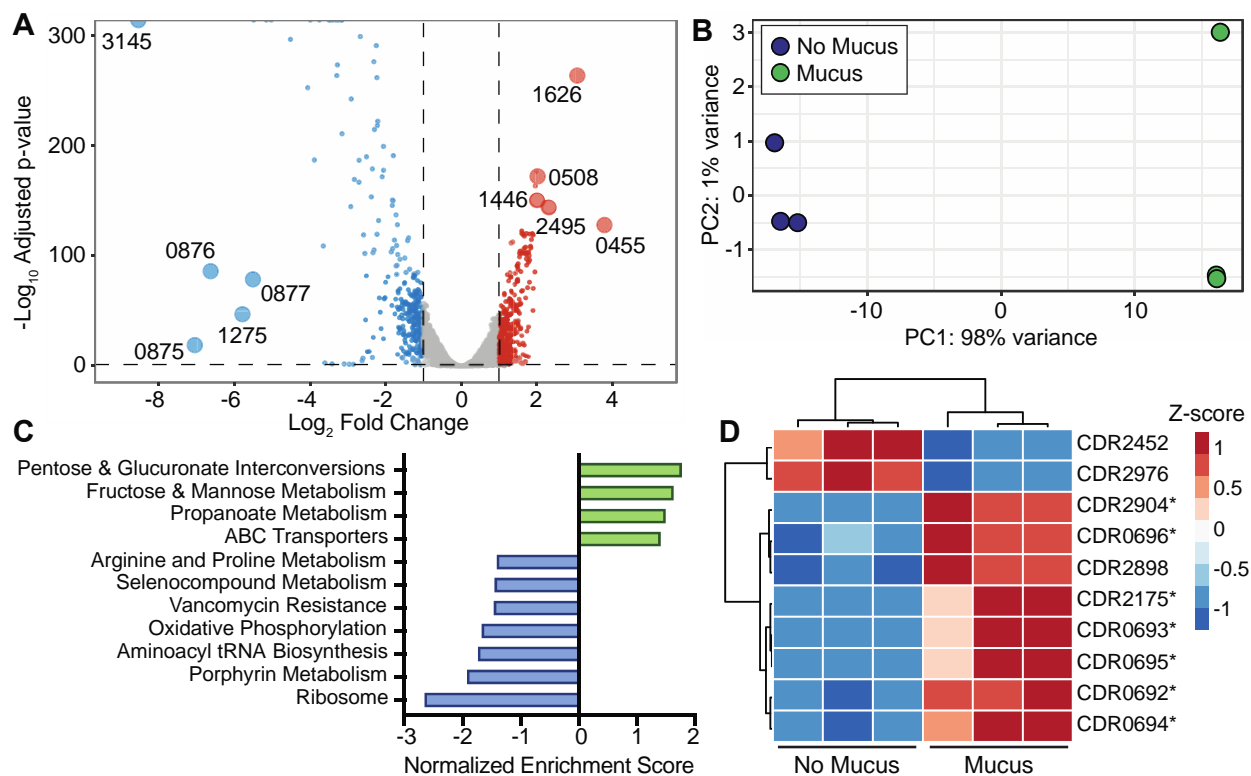 A
300
200
100
0
-Log10 Adjusted p-value
3145
1626
0508
1446
2495
0455
0876
0877
1275
0875
-8 -6 -4 -2 0 2 4
Log2 Fold Change
B
No Mucus
Mucus
3
2
1
0
-1
PC2: 1% variance
-10 0 10
PC1: 98% variance
C
Pentose & Glucuronate Interconversions
Fructose & Mannose Metabolism
Propanoate Metabolism
ABC Transporters
Arginine and Proline Metabolism
Selenocompound Metabolism
Vancomycin Resistance
Oxidative Phosphorylation
Aminoacyl tRNA Biosynthesis
Porphyrin Metabolism
Ribosome
-3 -2 -1 0 1 2
Normalized Enrichment Score
D
CDR2452
CDR2976
CDR2904*
CDR0696*
CDR2898
CDR2175*
CDR0693*
CDR0695*
CDR0692*
CDR0694*
No Mucus Mucus
Z-score
1
0.5
0
-0.5
-1